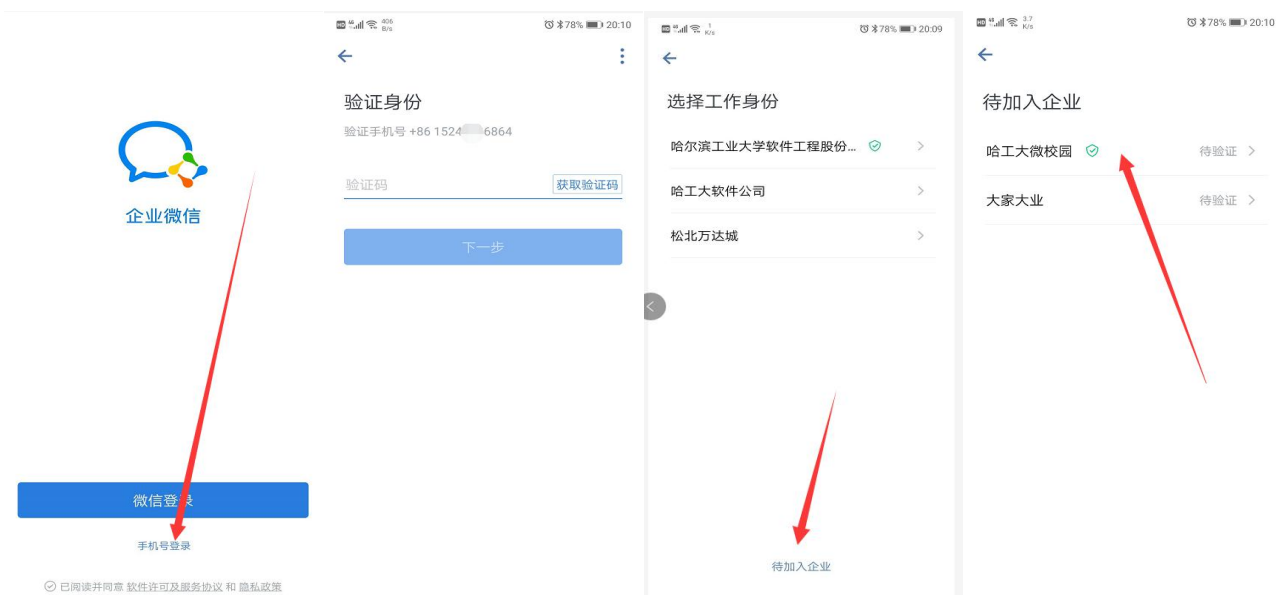 企业微信
微信登录
手机号登录
已阅读并同意 软件许可及服务协议 和 隐私政策
HD 46 406 B/s 78% 20:10
验证身份
验证手机号 +86 1524 6864
验证码
获取验证码
下一步
HD 46 1 K/s 78% 20:09
选择工作身份
哈尔滨工业大学软件工程股份...
哈工大软件公司
松北万达城
待加入企业
HD 46 3.7 K/s 78% 20:10
待加入企业
哈工大微校园 待验证
大家大业 待验证